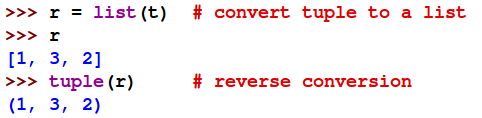 >>> r = list(t)  # convert tuple to a list
>>> r
[1, 3, 2]
>>> tuple(r)     # reverse conversion
(1, 3, 2)